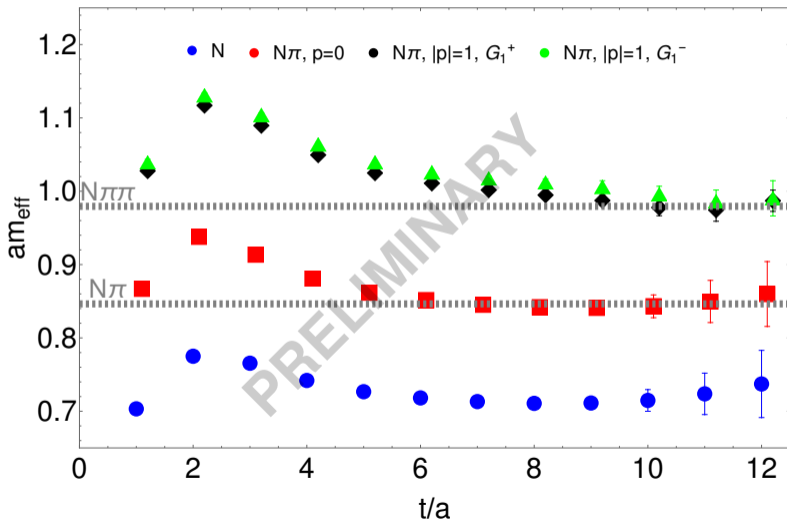 N Nπ, p=0 Nπ, |p|=1, G₁⁺ Nπ, |p|=1, G₁⁻
1.2
1.1
1.0
0.9
0.8
0.7
am_eff
Nππ
Nπ
PRELIMINARY
0 2 4 6 8 10 12
t/a